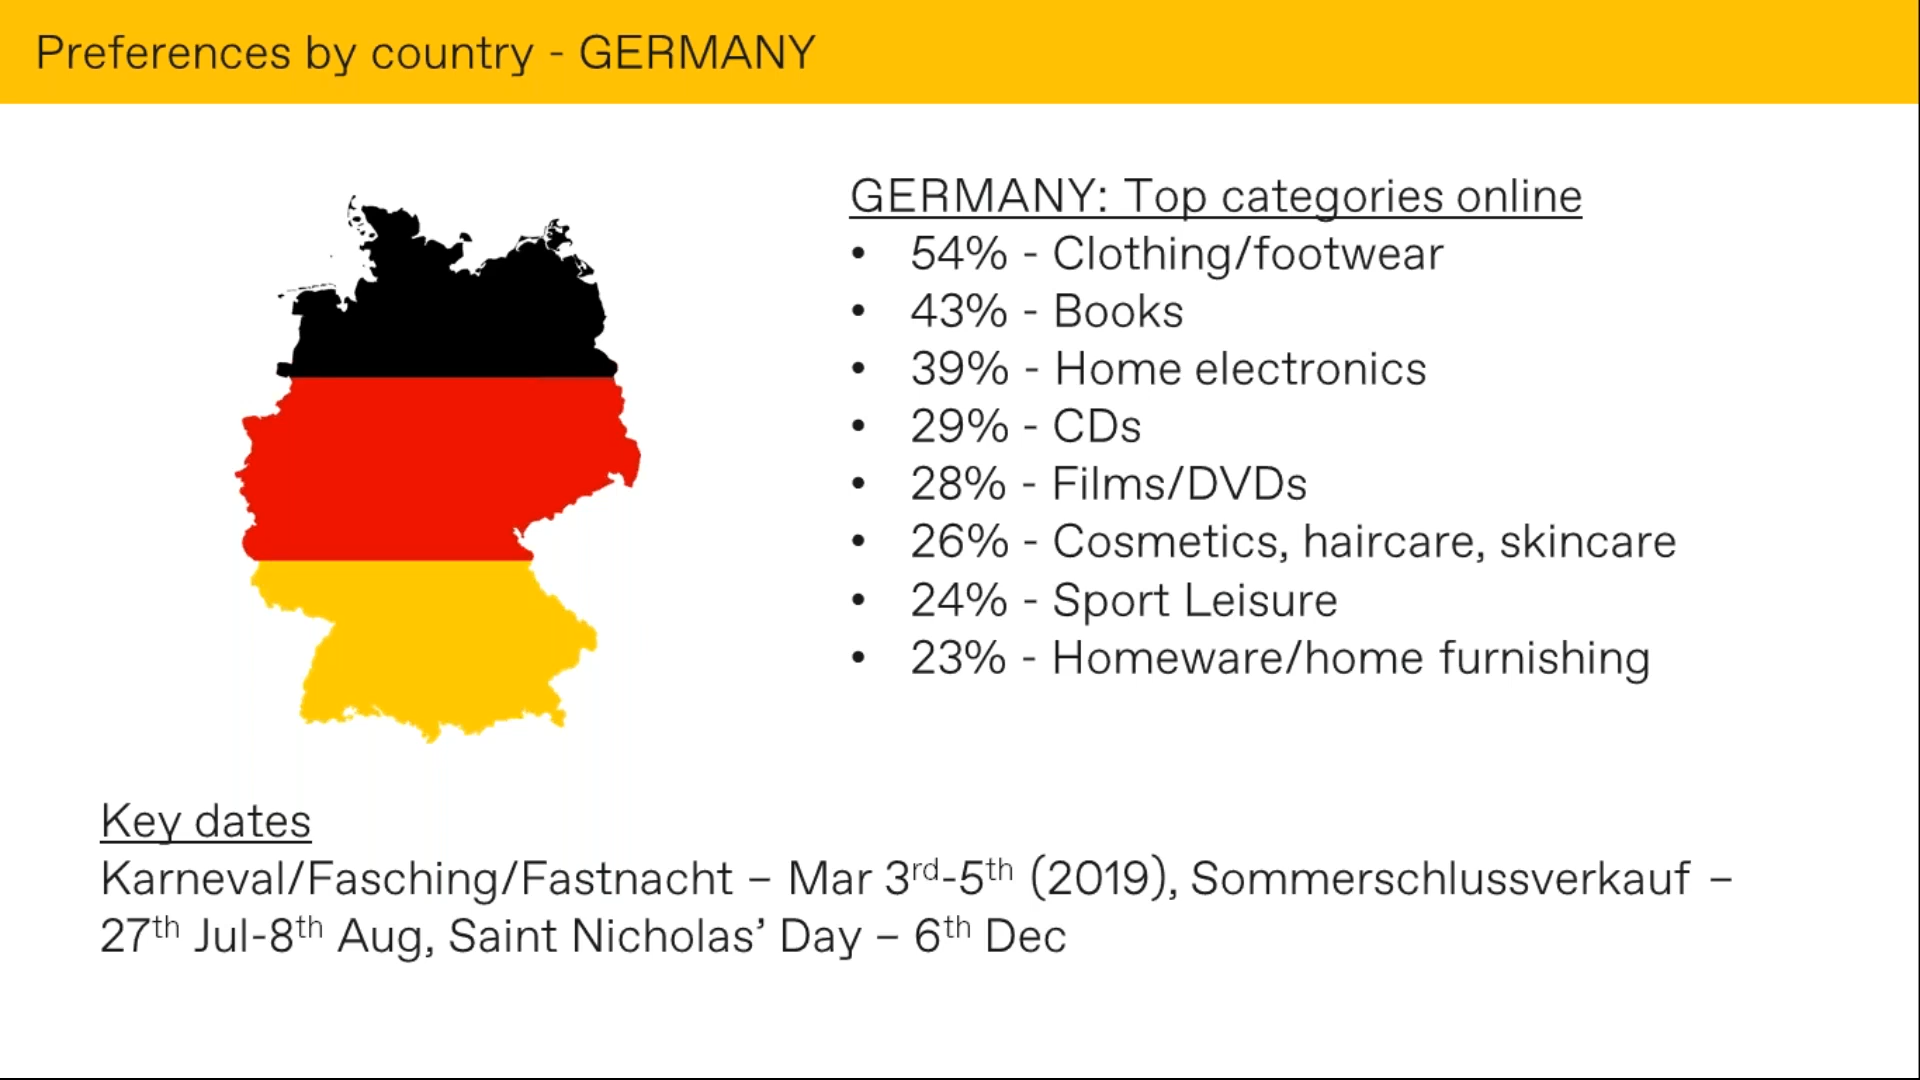 Preferences by country - GERMANY
GERMANY: Top categories online
• 54% - Clothing/footwear
• 43% - Books
• 39% - Home electronics
• 29% - CDs
• 28% - Films/DVDs
• 26% - Cosmetics, haircare, skincare
• 24% - Sport Leisure
• 23% - Homeware/home furnishing
Key dates
Karneval/Fasching/Fastnacht – Mar 3rd-5th (2019), Sommerschlussverkauf –
27th Jul-8th Aug, Saint Nicholas’ Day – 6th Dec